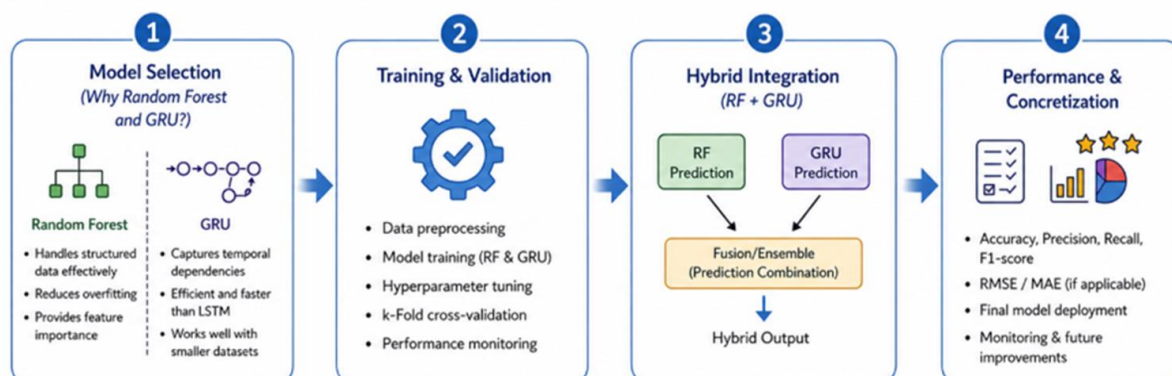 1
Model Selection
(Why Random Forest
and GRU?)
Random Forest
• Handles structured
data effectively
• Reduces overfitting
• Provides feature
importance
GRU
• Captures temporal
dependencies
• Efficient and faster
than LSTM
• Works well with
smaller datasets
2
Training & Validation
• Data preprocessing
• Model training (RF & GRU)
• Hyperparameter tuning
• k-Fold cross-validation
• Performance monitoring
3
Hybrid Integration
(RF + GRU)
RF
Prediction
GRU
Prediction
Fusion/Ensemble
(Prediction Combination)
Hybrid Output
4
Performance &
Concretization
• Accuracy, Precision, Recall,
F1-score
• RMSE / MAE (if applicable)
• Final model deployment
• Monitoring & future
improvements